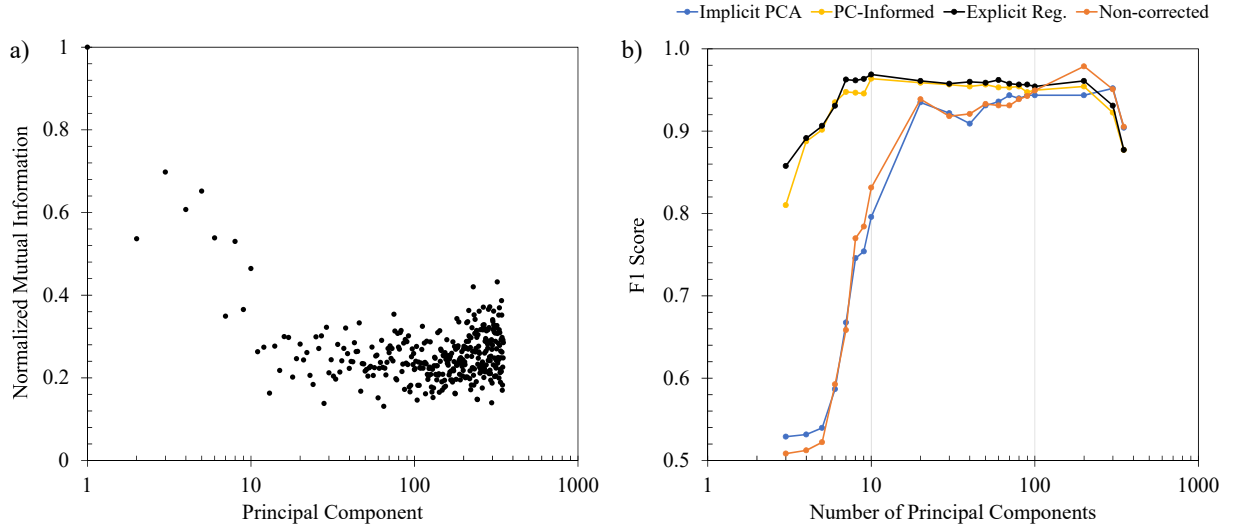 Implicit PCA PC-Informed Explicit Reg. Non-corrected
a)
1
0.8
0.6
0.4
0.2
0
Normalized Mutual Information
1 10 100 1000
Principal Component
b)
1.0
0.9
0.8
0.7
0.6
0.5
F1 Score
1 10 100 1000
Number of Principal Components